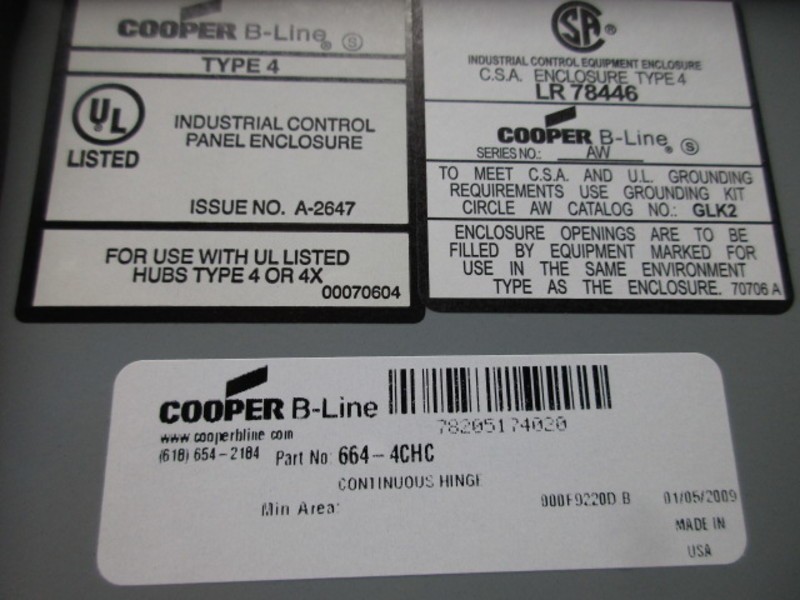 COOPER B-Line® S
TYPE 4
UL
LISTED
INDUSTRIAL CONTROL
PANEL ENCLOSURE
ISSUE NO. A-2647
FOR USE WITH UL LISTED
HUBS TYPE 4 OR 4X
00070604
SA ®
INDUSTRIAL CONTROL EQUIPMENT ENCLOSURE
C.S.A. ENCLOSURE TYPE 4
LR 78446
COOPER B-Line® S
SERIES NO.: AW
TO MEET C.S.A. AND U.L. GROUNDING
REQUIREMENTS USE GROUNDING KIT
CIRCLE AW CATALOG NO.: GLK2
ENCLOSURE OPENINGS ARE TO BE
FILLED BY EQUIPMENT MARKED FOR
USE IN THE SAME ENVIRONMENT
TYPE AS THE ENCLOSURE. 70706 A
COOPER B-Line
78205174020
www.cooperbline.com
(618) 654-2184 Part No: 664-4CHC
CONTINUOUS HINGE
Min Area:
000F9220D B 01/05/2009
MADE IN
USA